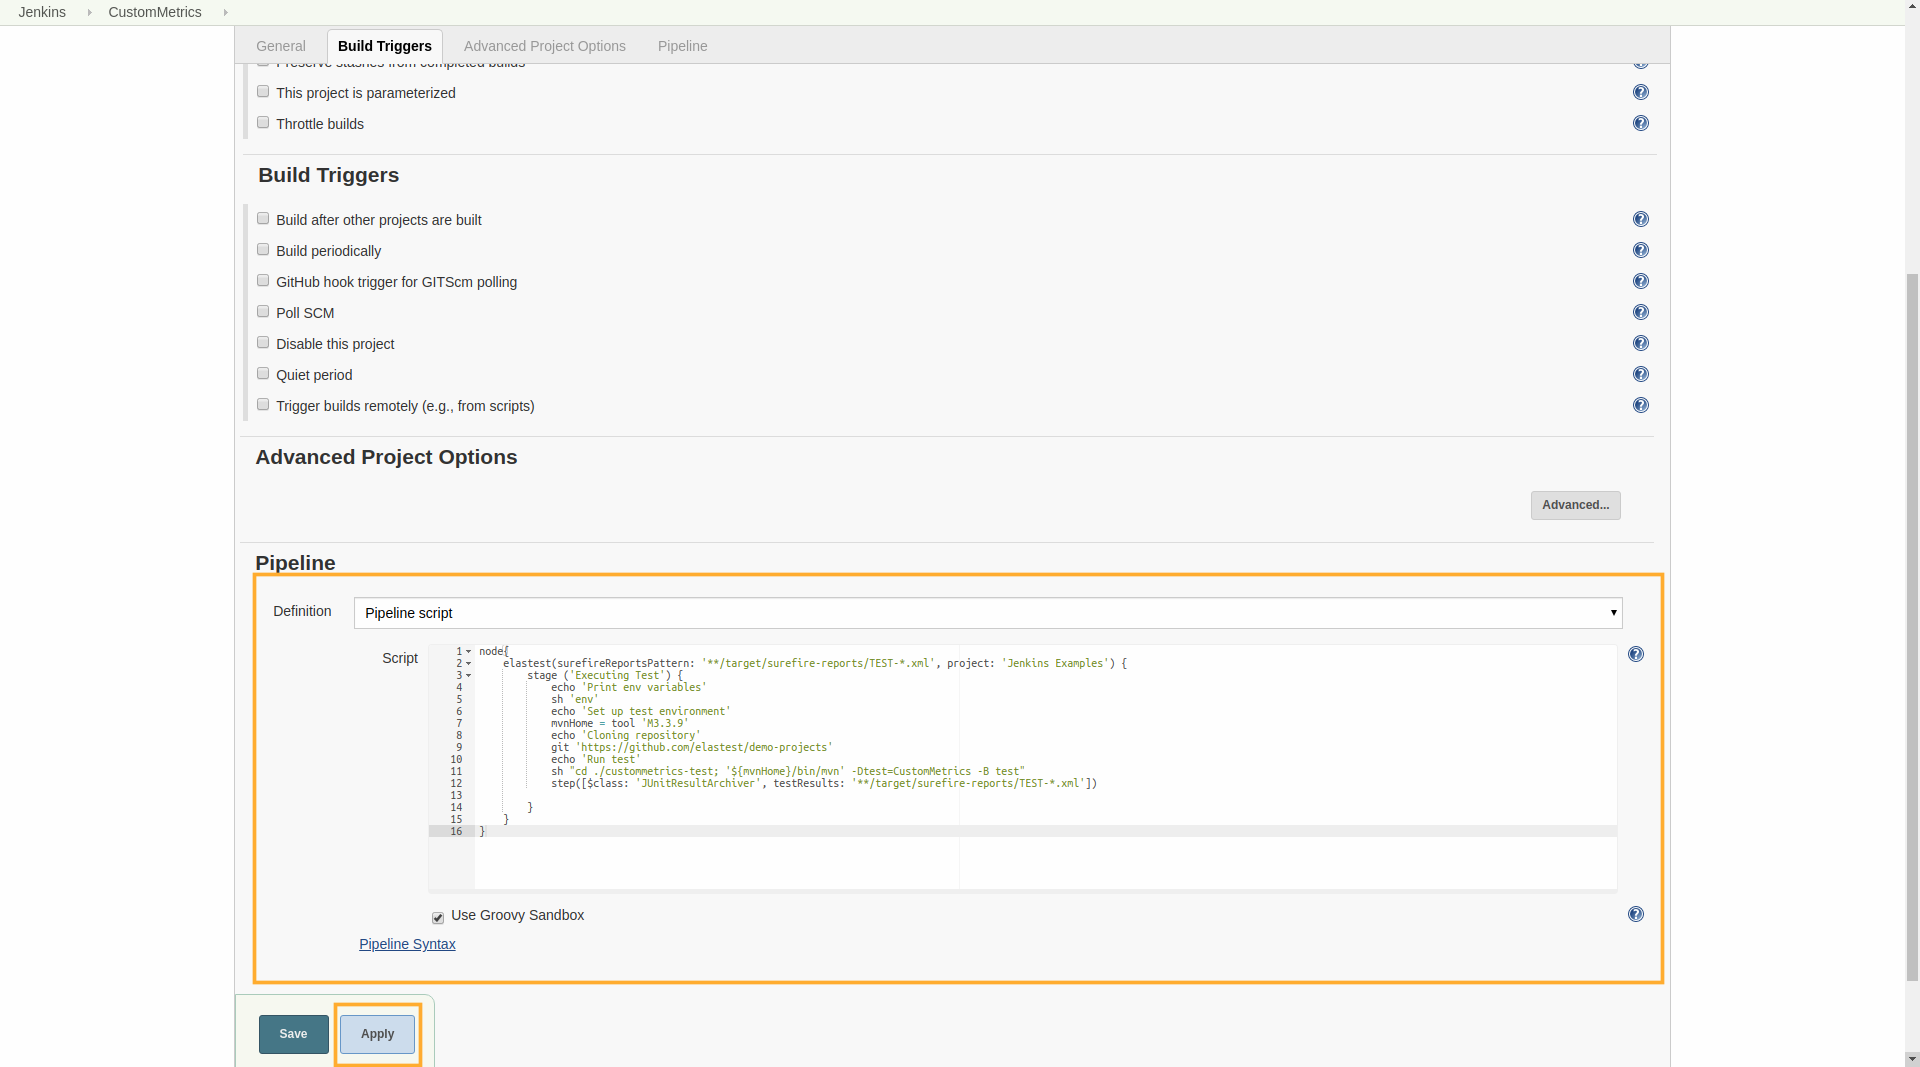 Jenkins CustomMetrics
General Build Triggers Advanced Project Options Pipeline
Preserve stashes from completed builds
This project is parameterized
Throttle builds
Build Triggers
Build after other projects are built
Build periodically
GitHub hook trigger for GITScm polling
Poll SCM
Disable this project
Quiet period
Trigger builds remotely (e.g., from scripts)
Advanced Project Options
Advanced...
Pipeline
Definition Pipeline script
Script
1 node{
2 elastest(surefireReportsPattern: '**/target/surefire-reports/TEST-*.xml', project: 'Jenkins Examples') {
3 stage ('Executing Test') {
4 echo 'Print env variables'
5 sh 'env'
6 echo 'Set up test environment'
7 mvnHome = tool 'M3.3.9'
8 echo 'Cloning repository'
9 git 'https://github.com/elastest/demo-projects'
10 echo 'Run test'
11 sh "cd ./custommetrics-test; '${mvnHome}/bin/mvn' -Dtest=CustomMetrics -B test"
12 step([$class: 'JUnitResultArchiver', testResults: '**/target/surefire-reports/TEST-*.xml'])
13
14 }
15 }
16 }
Use Groovy Sandbox
Pipeline Syntax
Save Apply